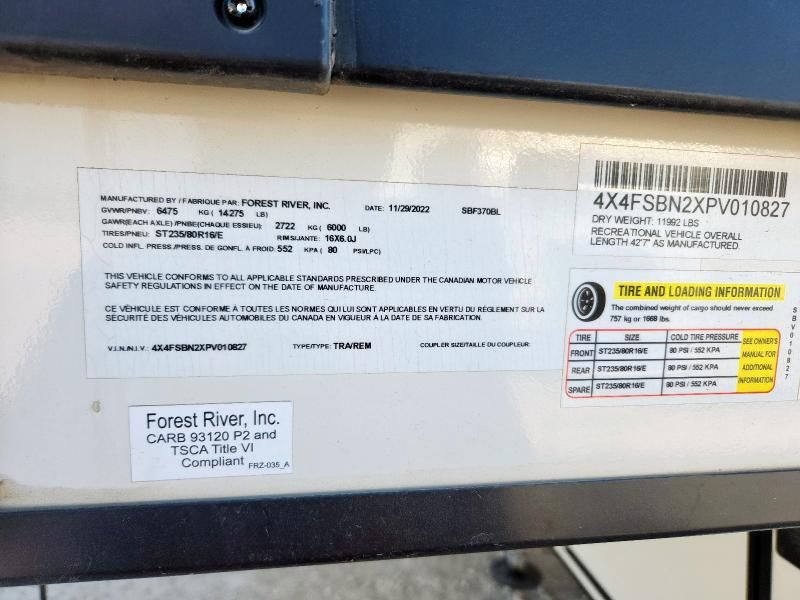 MANUFACTURED BY / FABRIQUE PAR: FOREST RIVER, INC. DATE: 11/29/2022 SBF370BL
GVWR/PNBV: 6475 KG ( 14275 LB)
GAWR(EACH AXLE) /PNBE(CHAQUE ESSIEU): 2722 KG ( 6000 LB)
TIRES/PNEU: ST235/80R16/E RIMS/JANTE: 16X6.0J
COLD INFL. PRESS./PRESS. DE GONFL. À FROID: 552 KPA ( 80 PSI/LPC)
THIS VEHICLE CONFORMS TO ALL APPLICABLE STANDARDS PRESCRIBED UNDER THE CANADIAN MOTOR VEHICLE
SAFETY REGULATIONS IN EFFECT ON THE DATE OF MANUFACTURE.
CE VÉHICULE EST CONFORME À TOUTES LES NORMES QUI LUI SONT APPLICABLES EN VERTU DU RÈGLEMENT SUR LA
SÉCURITÉ DES VÉHICULES AUTOMOBILES DU CANADA EN VIGUEUR À LA DATE DE SA FABRICATION.
V.I.N./N.I.V.: 4X4FSBN2XPV010827 TYPE/TYPE: TRA/REM COUPLER SIZE/TAILLE DU COUPLEUR:
4X4FSBN2XPV010827
DRY WEIGHT: 11992 LBS
RECREATIONAL VEHICLE OVERALL
LENGTH 42'7" AS MANUFACTURED.
TIRE AND LOADING INFORMATION
The combined weight of cargo should never exceed
757 kg or 1668 lbs.
TIRE SIZE COLD TIRE PRESSURE
FRONT ST235/80R16/E 80 PSI / 552 KPA
REAR ST235/80R16/E 80 PSI / 552 KPA
SPARE ST235/80R16/E 80 PSI / 552 KPA
SEE OWNER'S
MANUAL FOR
ADDITIONAL
INFORMATION
SBV010827
Forest River, Inc.
CARB 93120 P2 and
TSCA Title VI
Compliant FRZ-035_A